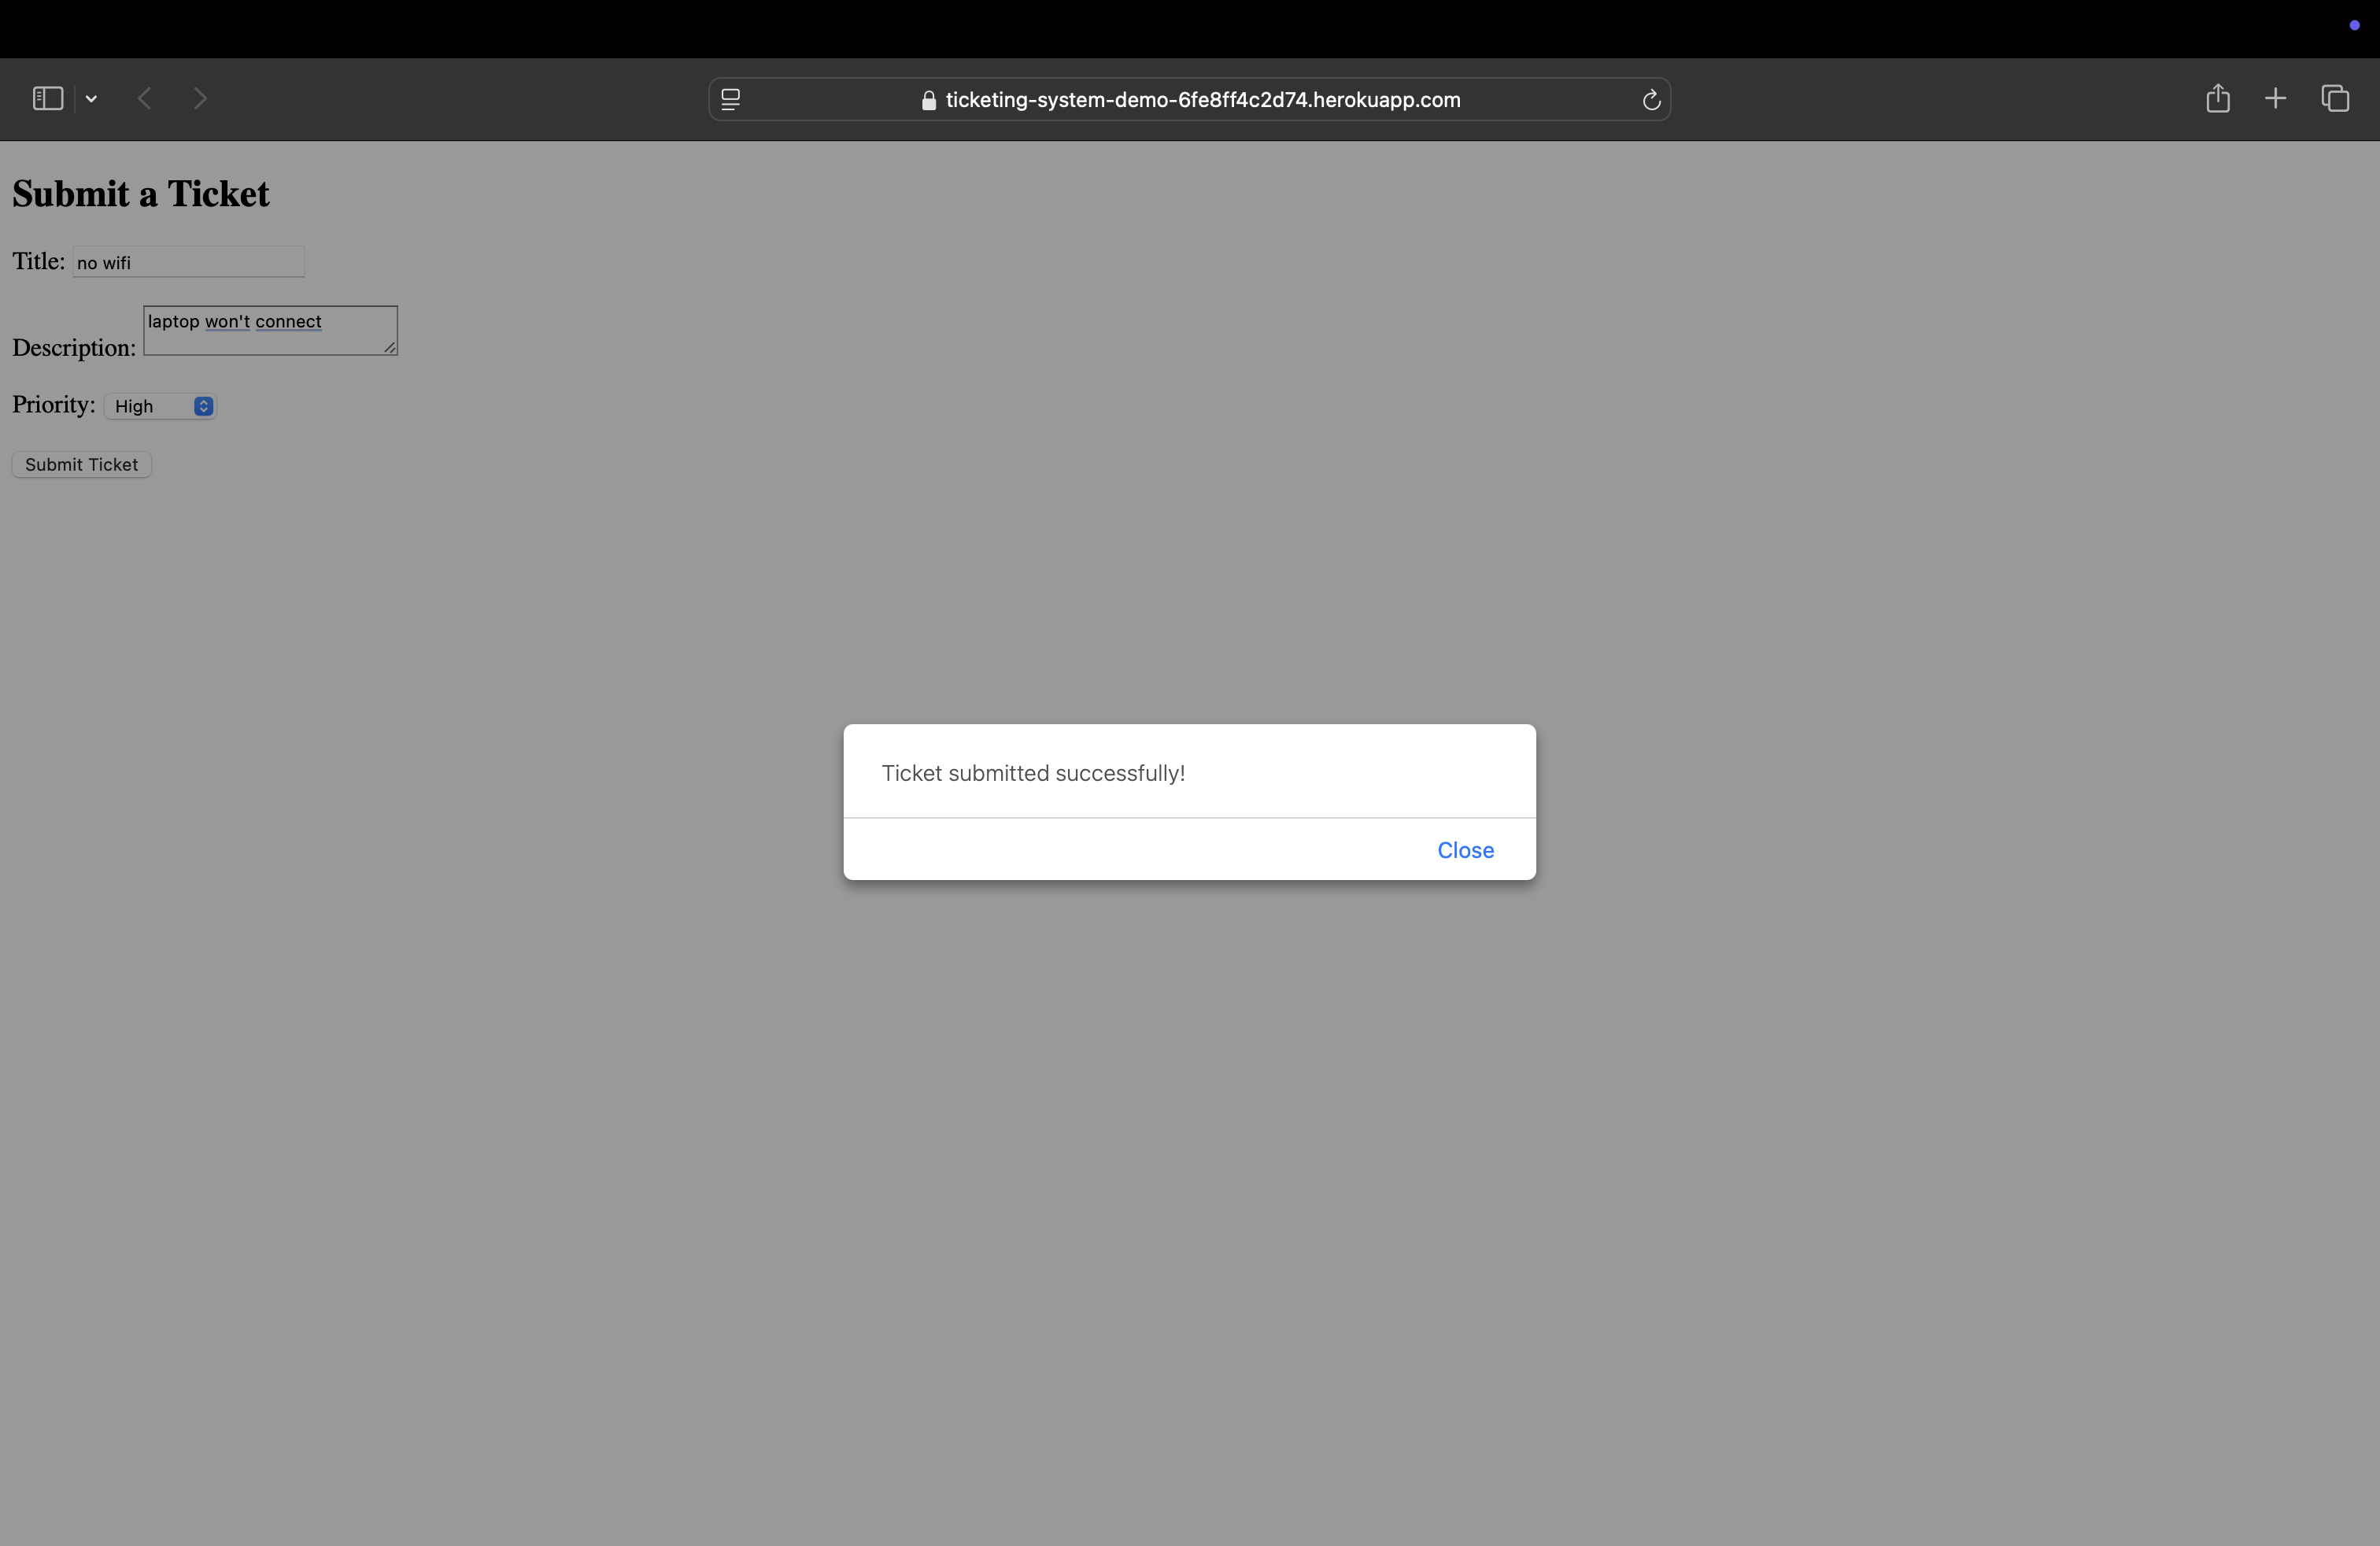 ticketing-system-demo-6fe8ff4c2d74.herokuapp.com
Submit a Ticket
Title: no wifi
Description: laptop won't connect
Priority: High
Submit Ticket
Ticket submitted successfully!
Close